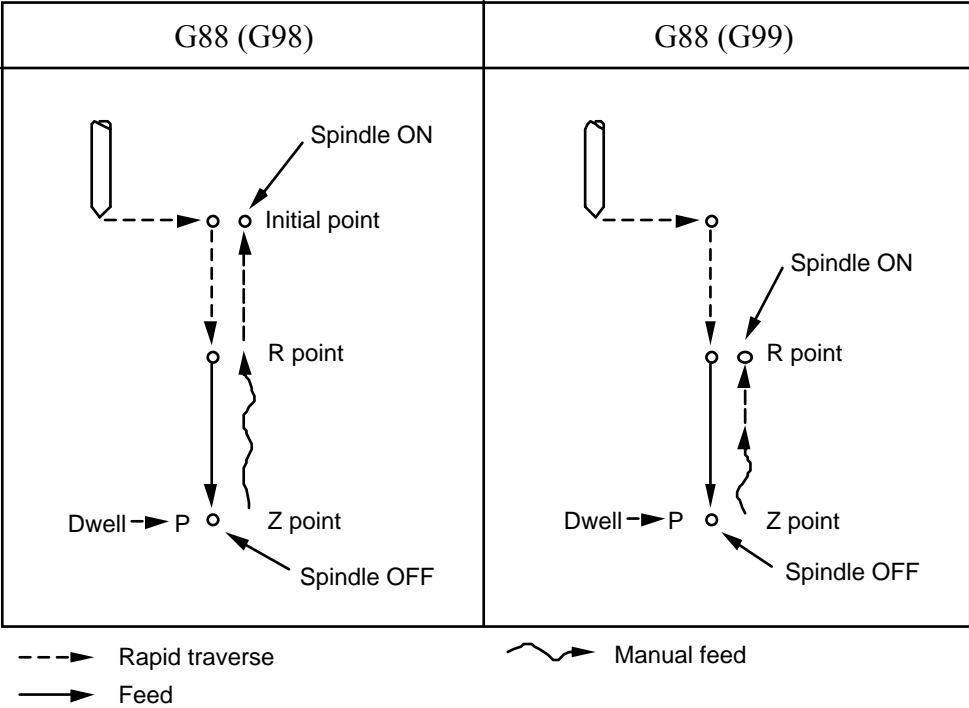 G88 (G98)
G88 (G99)
Spindle ON
Initial point
R point
Dwell P
Z point
Spindle OFF
Spindle ON
R point
Dwell P
Z point
Spindle OFF
Rapid traverse
Manual feed
Feed